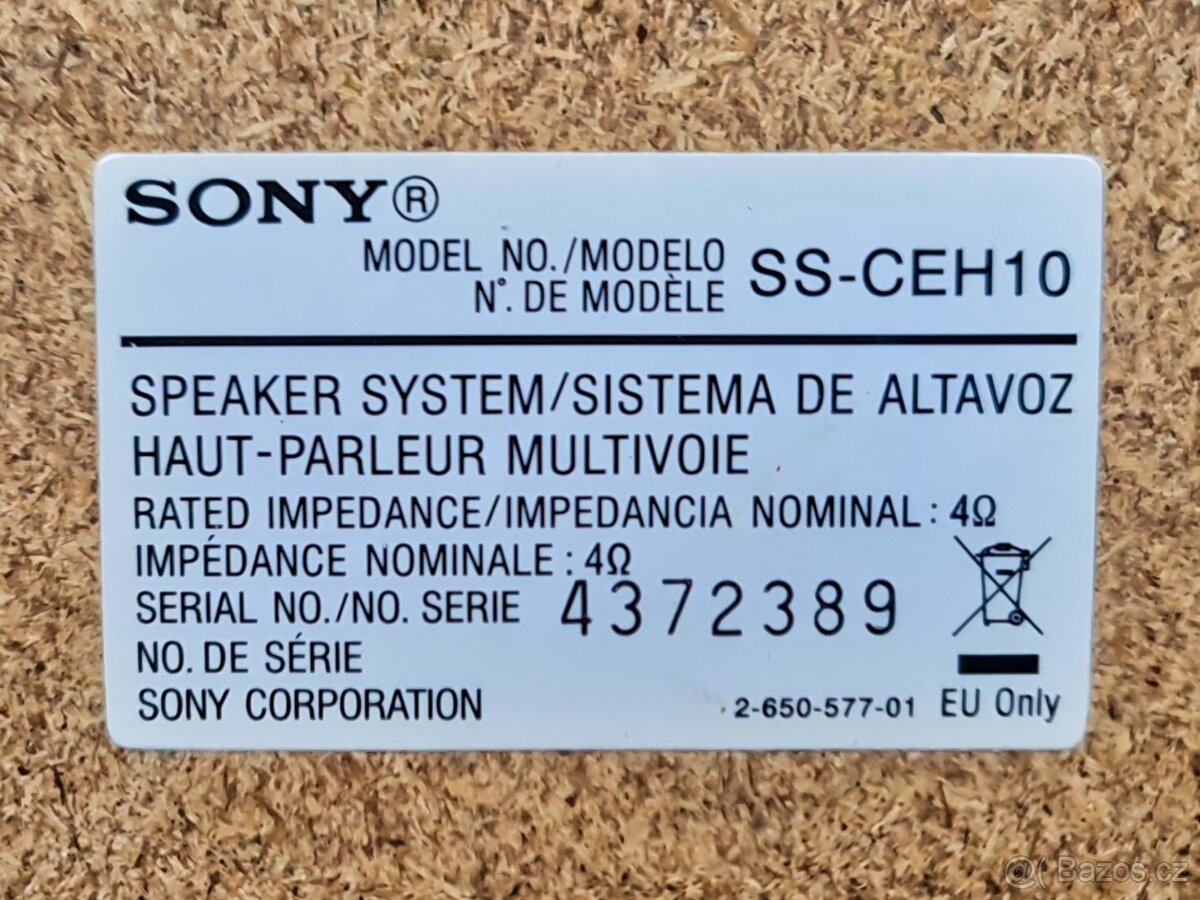 SONY®
MODEL NO./MODELO
N°. DE MODÈLE
SS-CEH10
SPEAKER SYSTEM/SISTEMA DE ALTAVOZ
HAUT-PARLEUR MULTIVOIE
RATED IMPEDANCE/IMPEDANCIA NOMINAL : 4Ω
IMPÉDANCE NOMINALE : 4Ω
SERIAL NO./NO. SERIE 4372389
NO. DE SÉRIE
SONY CORPORATION
2-650-577-01 EU Only
@( Bazos.cz